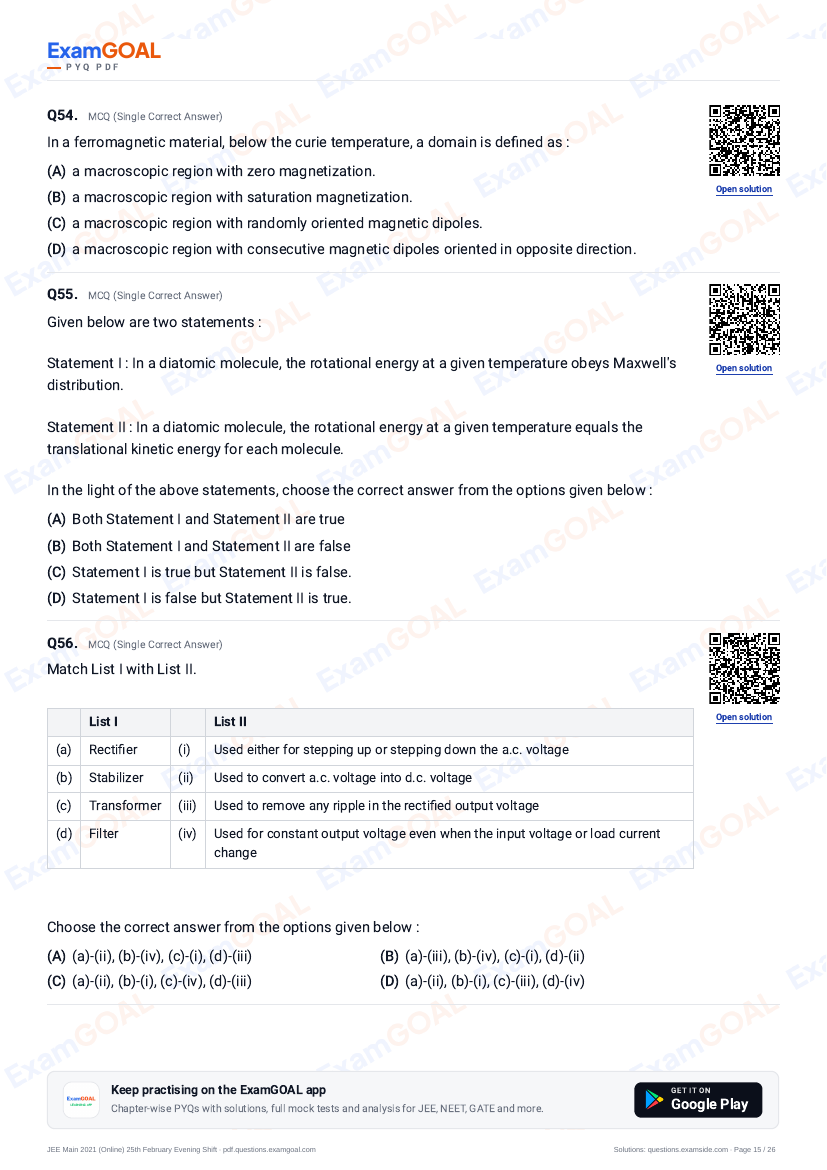 ExamGOAL
PYQ PDF
Q54. MCQ (Single Correct Answer)
In a ferromagnetic material, below the curie temperature, a domain is defined as :
(A) a macroscopic region with zero magnetization.
(B) a macroscopic region with saturation magnetization.
(C) a macroscopic region with randomly oriented magnetic dipoles.
(D) a macroscopic region with consecutive magnetic dipoles oriented in opposite direction.
Open solution
Q55. MCQ (Single Correct Answer)
Given below are two statements :
Statement I : In a diatomic molecule, the rotational energy at a given temperature obeys Maxwell's
distribution.
Statement II : In a diatomic molecule, the rotational energy at a given temperature equals the
translational kinetic energy for each molecule.
In the light of the above statements, choose the correct answer from the options given below :
(A) Both Statement I and Statement II are true
(B) Both Statement I and Statement II are false
(C) Statement I is true but Statement II is false.
(D) Statement I is false but Statement II is true.
Open solution
Q56. MCQ (Single Correct Answer)
Match List I with List II.
Open solution
List I List II
(a) Rectifier (i) Used either for stepping up or stepping down the a.c. voltage
(b) Stabilizer (ii) Used to convert a.c. voltage into d.c. voltage
(c) Transformer (iii) Used to remove any ripple in the rectified output voltage
(d) Filter (iv) Used for constant output voltage even when the input voltage or load current
change
Choose the correct answer from the options given below :
(A) (a)-(ii), (b)-(iv), (c)-(i), (d)-(iii) (B) (a)-(iii), (b)-(iv), (c)-(i), (d)-(ii)
(C) (a)-(ii), (b)-(i), (c)-(iv), (d)-(iii) (D) (a)-(ii), (b)-(i), (c)-(iii), (d)-(iv)
ExamGOAL
Keep practising on the ExamGOAL app
Chapter-wise PYQs with solutions, full mock tests and analysis for JEE, NEET, GATE and more.
GET IT ON
Google Play
JEE Main 2021 (Online) 25th February Evening Shift · pdf.questions.examgoal.com Solutions: questions.examside.com · Page 15 / 26